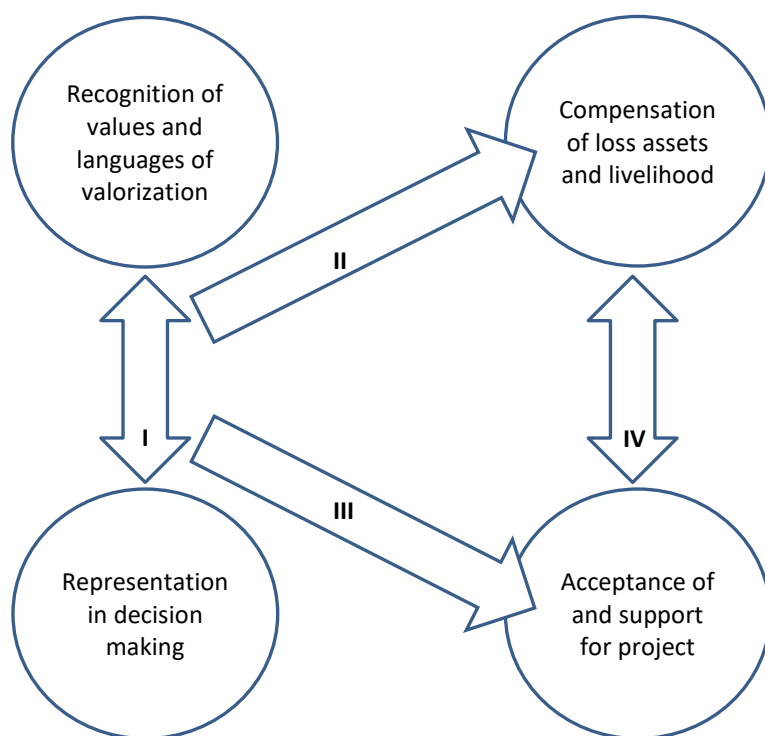 Recognition of
values and
languages of
valorization
Compensation
of loss assets
and livelihood
II
I
IV
III
Representation
in decision
making
Acceptance of
and support
for project